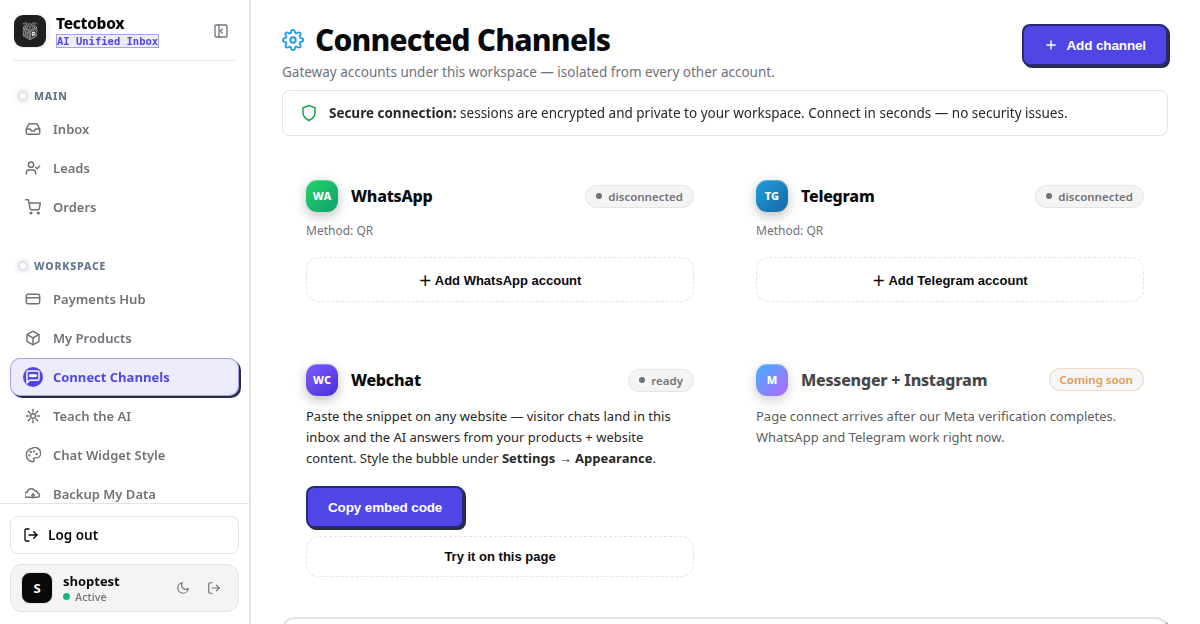 Tectobox
AI Unified Inbox
MAIN
Inbox
Leads
Orders
WORKSPACE
Payments Hub
My Products
Connect Channels
Teach the AI
Chat Widget Style
Backup My Data
Log out
S
shoptest
Active
Connected Channels
Add channel
Gateway accounts under this workspace — isolated from every other account.
Secure connection: sessions are encrypted and private to your workspace. Connect in seconds — no security issues.
WA
WhatsApp
disconnected
Method: QR
+ Add WhatsApp account
TG
Telegram
disconnected
Method: QR
+ Add Telegram account
WC
Webchat
ready
Paste the snippet on any website — visitor chats land in this
inbox and the AI answers from your products + website
content. Style the bubble under Settings → Appearance.
Copy embed code
Try it on this page
M
Messenger + Instagram
Coming soon
Page connect arrives after our Meta verification completes.
WhatsApp and Telegram work right now.